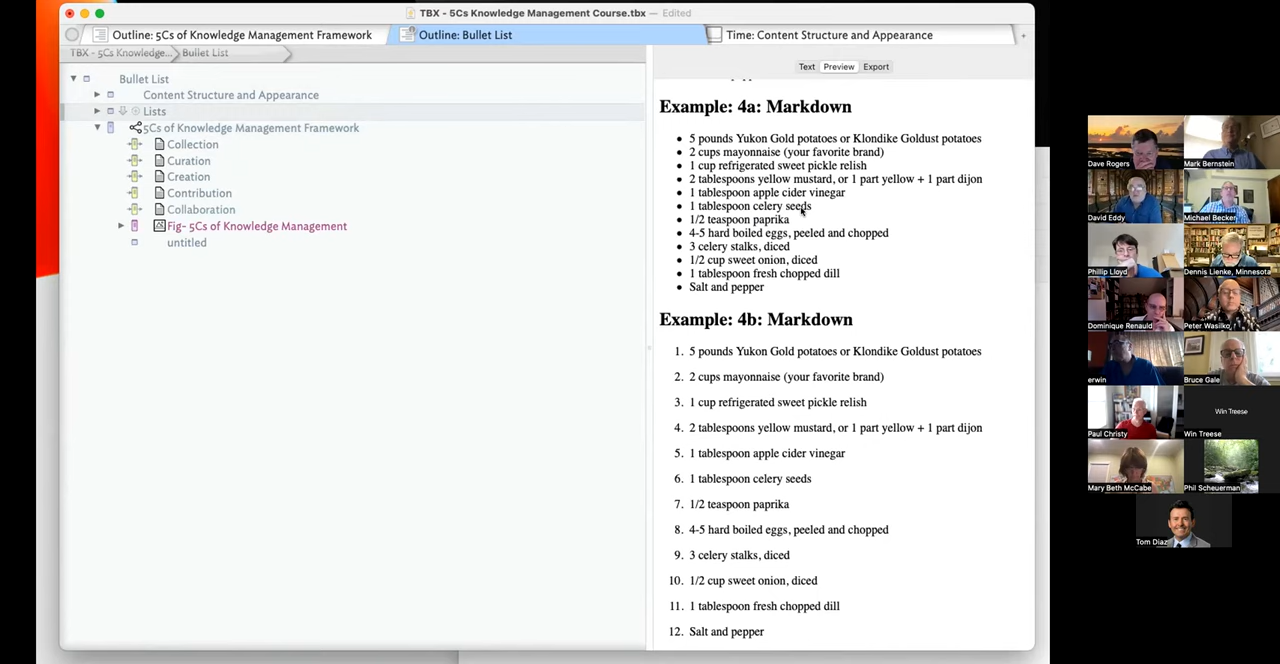 TBX - 5Cs Knowledge Management Course.tbx — Edited
Outline: 5Cs of Knowledge Management Framework
Outline: Bullet List
Time: Content Structure and Appearance
+
TBX - 5Cs Knowledge... Bullet List
Text Preview Export
Bullet List
Content Structure and Appearance
Lists
5Cs of Knowledge Management Framework
Collection
Curation
Creation
Contribution
Collaboration
Fig- 5Cs of Knowledge Management
untitled
Example: 4a: Markdown
• 5 pounds Yukon Gold potatoes or Klondike Goldust potatoes
• 2 cups mayonnaise (your favorite brand)
• 1 cup refrigerated sweet pickle relish
• 2 tablespoons yellow mustard, or 1 part yellow + 1 part dijon
• 1 tablespoon apple cider vinegar
• 1 tablespoon celery seeds
• 1/2 teaspoon paprika
• 4-5 hard boiled eggs, peeled and chopped
• 3 celery stalks, diced
• 1/2 cup sweet onion, diced
• 1 tablespoon fresh chopped dill
• Salt and pepper
Example: 4b: Markdown
1. 5 pounds Yukon Gold potatoes or Klondike Goldust potatoes
2. 2 cups mayonnaise (your favorite brand)
3. 1 cup refrigerated sweet pickle relish
4. 2 tablespoons yellow mustard, or 1 part yellow + 1 part dijon
5. 1 tablespoon apple cider vinegar
6. 1 tablespoon celery seeds
7. 1/2 teaspoon paprika
8. 4-5 hard boiled eggs, peeled and chopped
9. 3 celery stalks, diced
10. 1/2 cup sweet onion, diced
11. 1 tablespoon fresh chopped dill
12. Salt and pepper
Dave Rogers
Mark Bernstein
David Eddy
Michael Becker
Phillip Lloyd
Dennis Lienke, Minnesota
Dominique Renauld
Peter Wasilko,
erwin
Bruce Gale
Paul Christy
Win Treese
Win Treese
Mary Beth McCabe
Phil Scheuerman
Tom Diaz